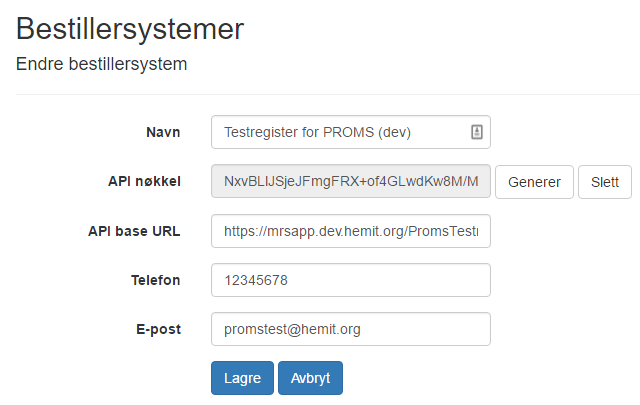 Bestillersystemer
Endre bestillersystem
Navn Testregister for PROMS (dev)
API nøkkel NxvBLIJSjeJFmgFRX+of4GLwdKw8M/M Generer Slett
API base URL https://mrsapp.dev.hemit.org/PromsTestr
Telefon 12345678
E-post promstest@hemit.org
Lagre Avbryt